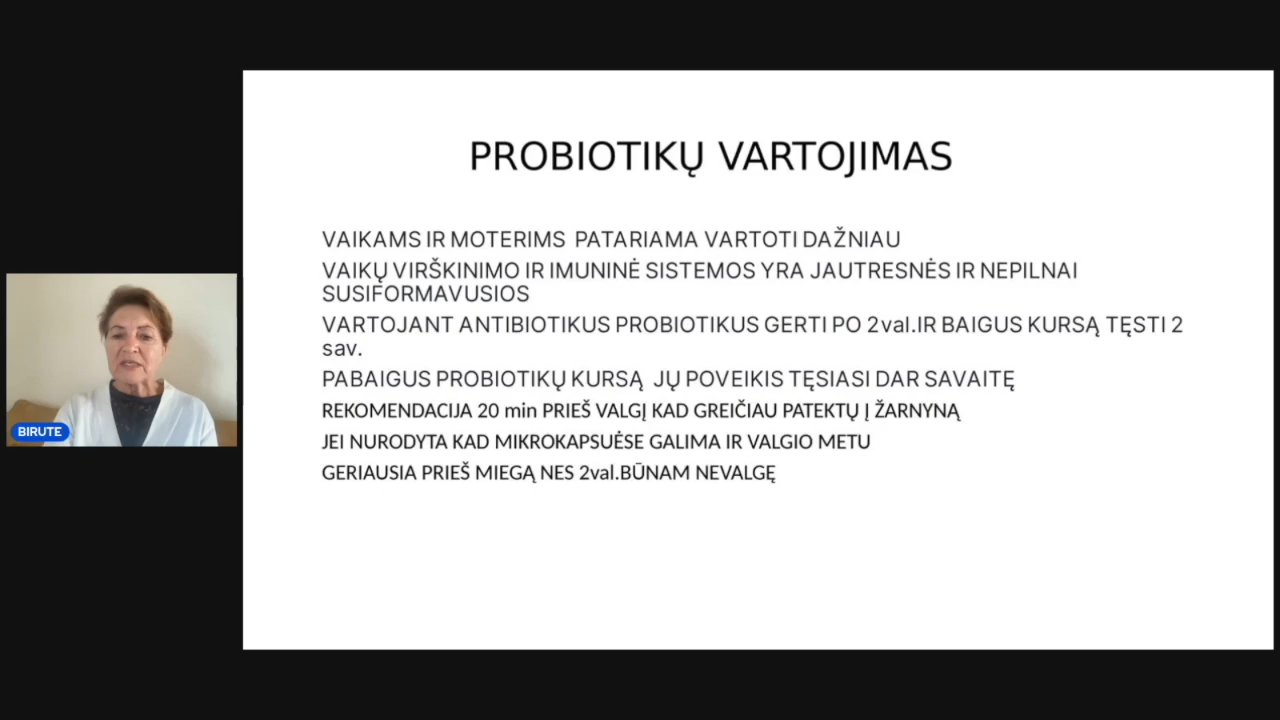 PROBIOTIKŲ VARTOJIMAS
VAIKAMS IR MOTERIMS PATARIAMA VARTOTI DAŽNIAU
VAIKŲ VIRŠKINIMO IR IMUNINĖ SISTEMOS YRA JAUTRESNĖS IR NEPILNAI
SUSIFORMAVUSIOS
VARTOJANT ANTIBIOTIKUS PROBIOTIKUS GERTI PO 2val.IR BAIGUS KURSĄ TĘSTI 2
sav.
PABAIGUS PROBIOTIKŲ KURSĄ JŲ POVEIKIS TĘSIASI DAR SAVAITĘ
REKOMENDACIJA 20 min PRIEŠ VALGĮ KAD GREIČIAU PATEKTŲ Į ŽARNYNĄ
JEI NURODYTA KAD MIKROKAPSUĖSE GALIMA IR VALGIO METU
GERIAUSIA PRIEŠ MIEGĄ NES 2val.BŪNAM NEVALGĘ
BIRUTE